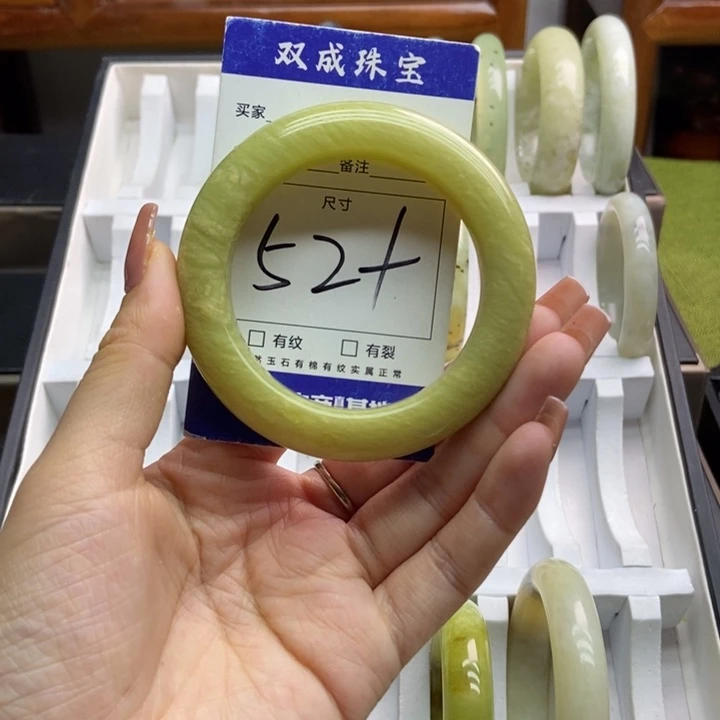 双成珠宝
买家
备注
尺寸
52+
有纹 有裂
玉石有棉有纹实属正常